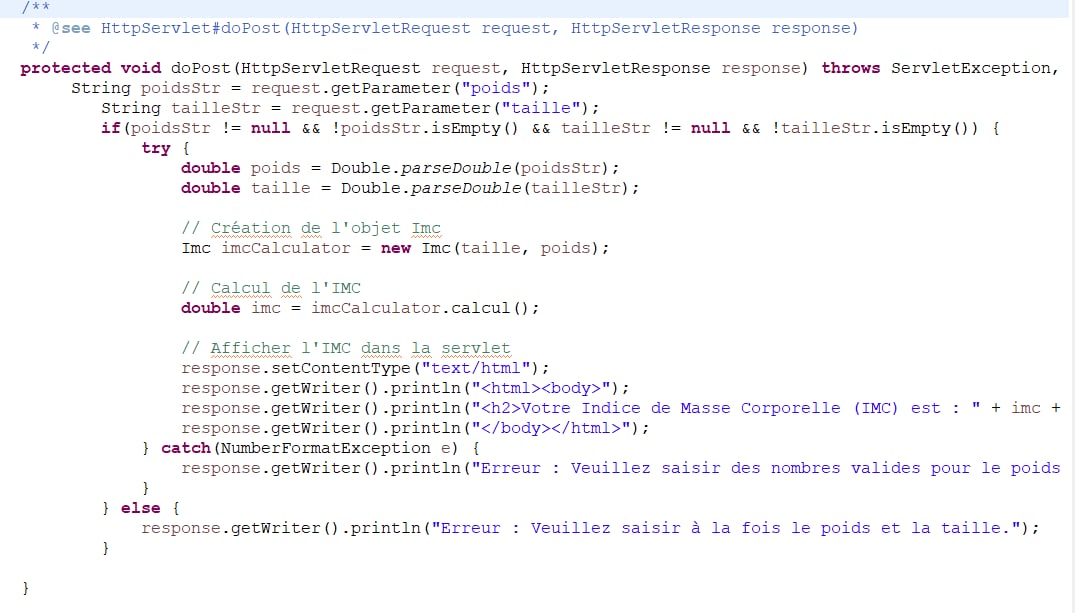 /**
 * @see HttpServlet#doPost(HttpServletRequest request, HttpServletResponse response)
 */
protected void doPost(HttpServletRequest request, HttpServletResponse response) throws ServletException,
     String poidsStr = request.getParameter("poids");
        String tailleStr = request.getParameter("taille");
        if(poidsStr != null && !poidsStr.isEmpty() && tailleStr != null && !tailleStr.isEmpty()) {
            try {
                double poids = Double.parseDouble(poidsStr);
                double taille = Double.parseDouble(tailleStr);

                // Création de l'objet Imc
                Imc imcCalculator = new Imc(taille, poids);

                // Calcul de l'IMC
                double imc = imcCalculator.calcul();

                // Afficher l'IMC dans la servlet
                response.setContentType("text/html");
                response.getWriter().println("<html><body>");
                response.getWriter().println("<h2>Votre Indice de Masse Corporelle (IMC) est : " + imc +
                response.getWriter().println("</body></html>");
            } catch(NumberFormatException e) {
                response.getWriter().println("Erreur : Veuillez saisir des nombres valides pour le poids
            }
        } else {
            response.getWriter().println("Erreur : Veuillez saisir à la fois le poids et la taille.");
        }

}